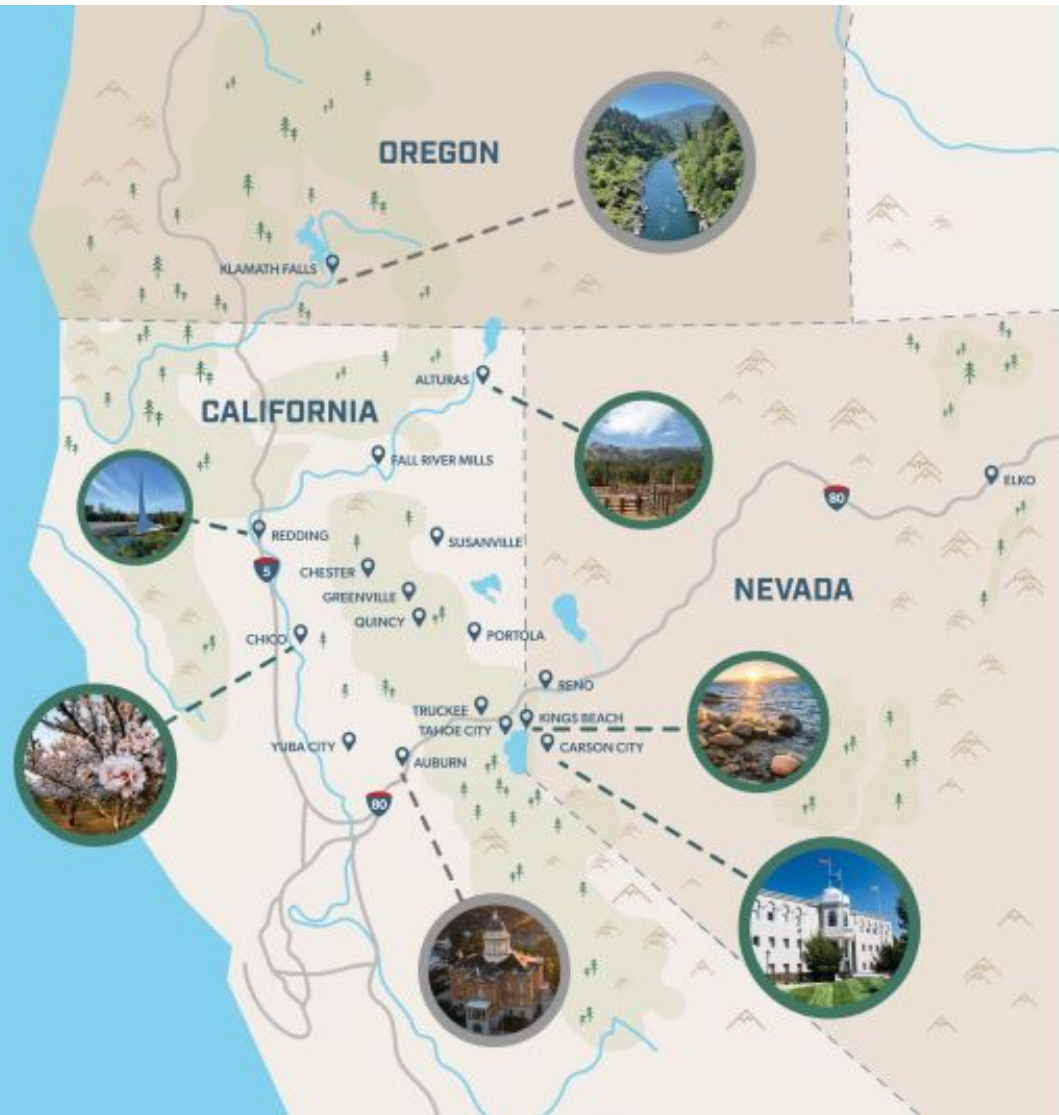 OREGON
KLAMATH FALLS
ALTURAS
CALIFORNIA
FALL RIVER MILLS
ELKO
80
REDDING
SUSANVILLE
5
CHESTER
GREENVILLE
NEVADA
QUINCY
CHICO
PORTOLA
RENO
TRUCKEE
KINGS BEACH
TAHOE CITY
YUBA CITY
CARSON CITY
AUBURN
80